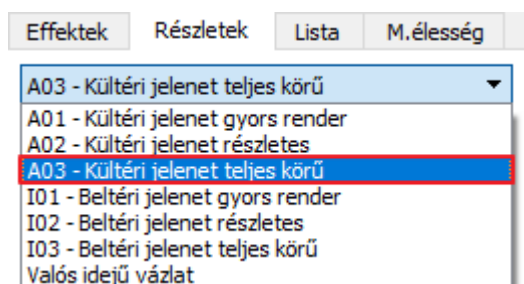 Effektek Részletek Lista M.élesség
A03 - Kültéri jelenet teljes körű
A01 - Kültéri jelenet gyors render
A02 - Kültéri jelenet részletes
A03 - Kültéri jelenet teljes körű
I01 - Beltéri jelenet gyors render
I02 - Beltéri jelenet részletes
I03 - Beltéri jelenet teljes körű
Valós idejű vázlat